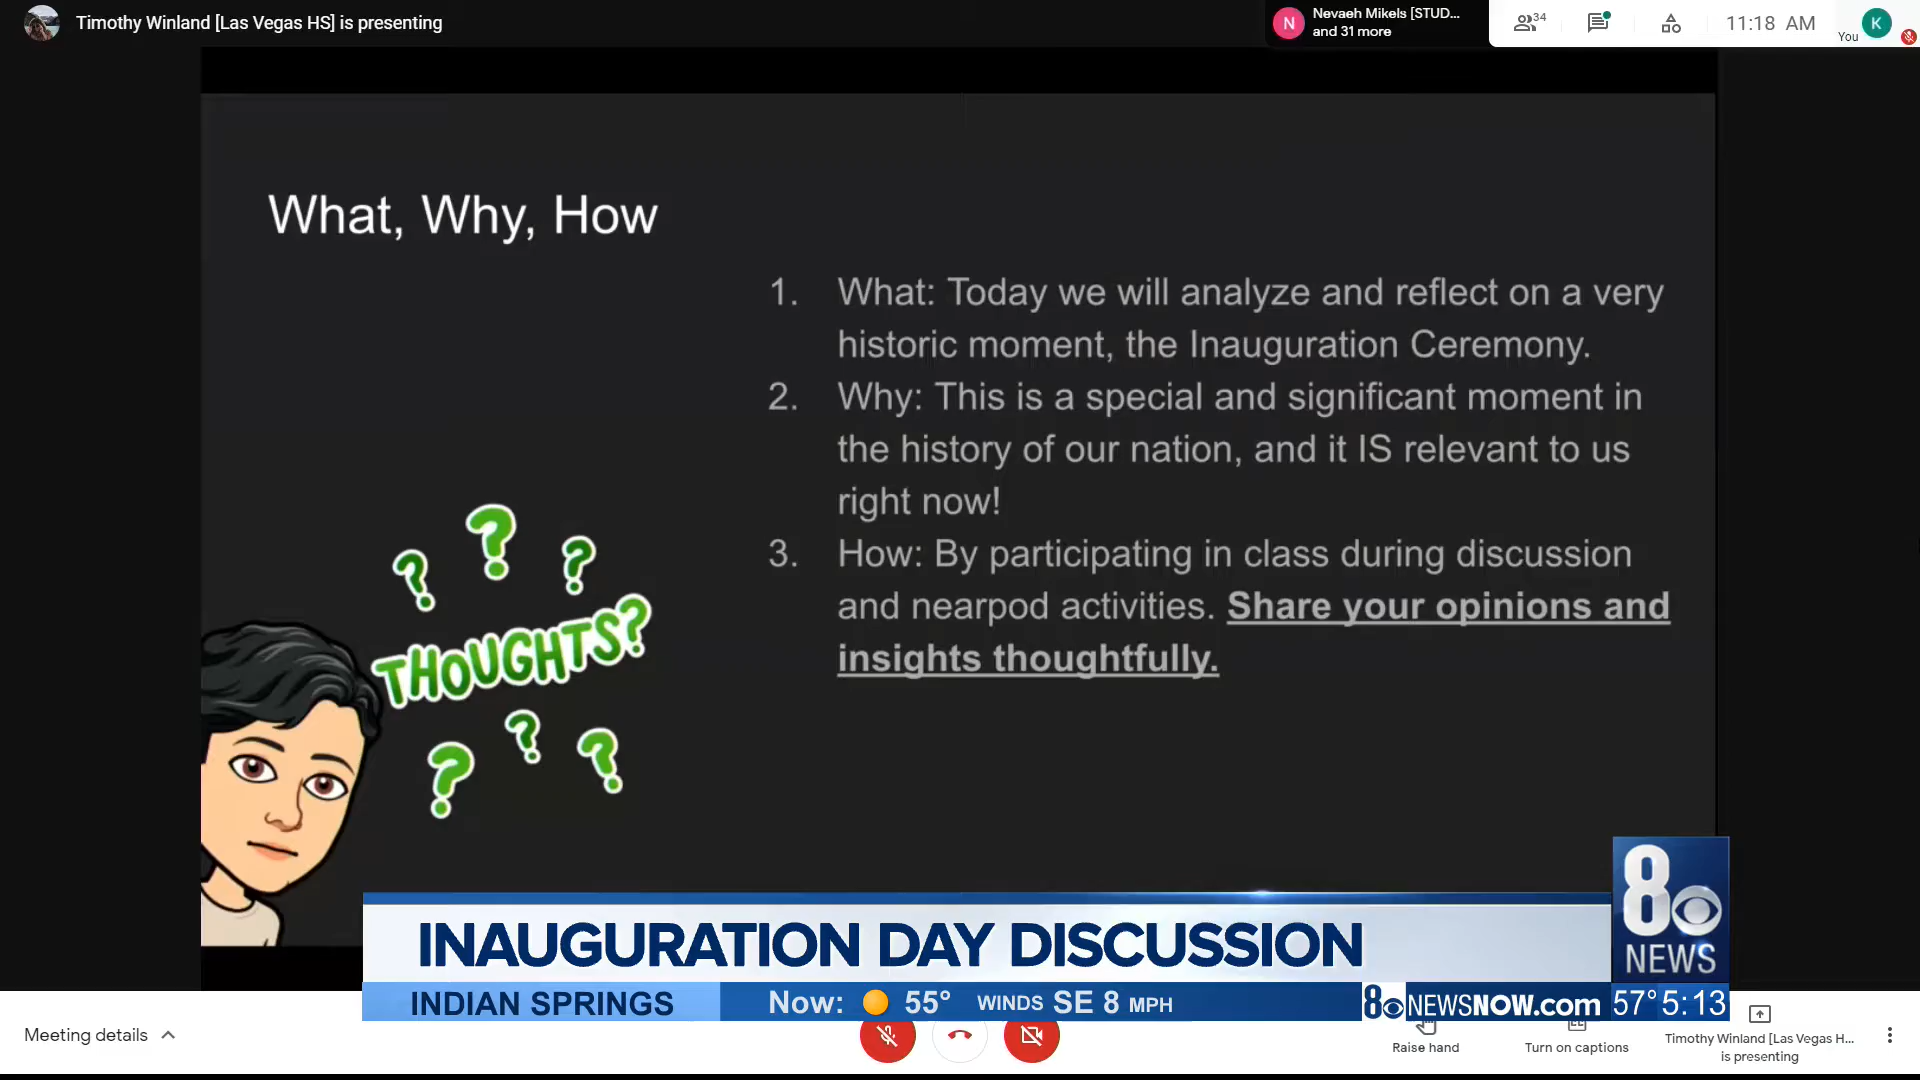 Timothy Winland [Las Vegas HS] is presenting
N
Nevaeh Mikels [STUD...
and 31 more
34
11:18 AM
You
K
What, Why, How
1. What: Today we will analyze and reflect on a very
historic moment, the Inauguration Ceremony.
2. Why: This is a special and significant moment in
the history of our nation, and it IS relevant to us
right now!
3. How: By participating in class during discussion
and nearpod activities. Share your opinions and
insights thoughtfully.
? ? ?
THOUGHTS?
? ? ?
8
NEWS
INAUGURATION DAY DISCUSSION
INDIAN SPRINGS Now: 55° WINDS SE 8 MPH 8 NEWSNOW.com 57° 5:13
Meeting details
Raise hand
Turn on captions
Timothy Winland [Las Vegas H...
is presenting